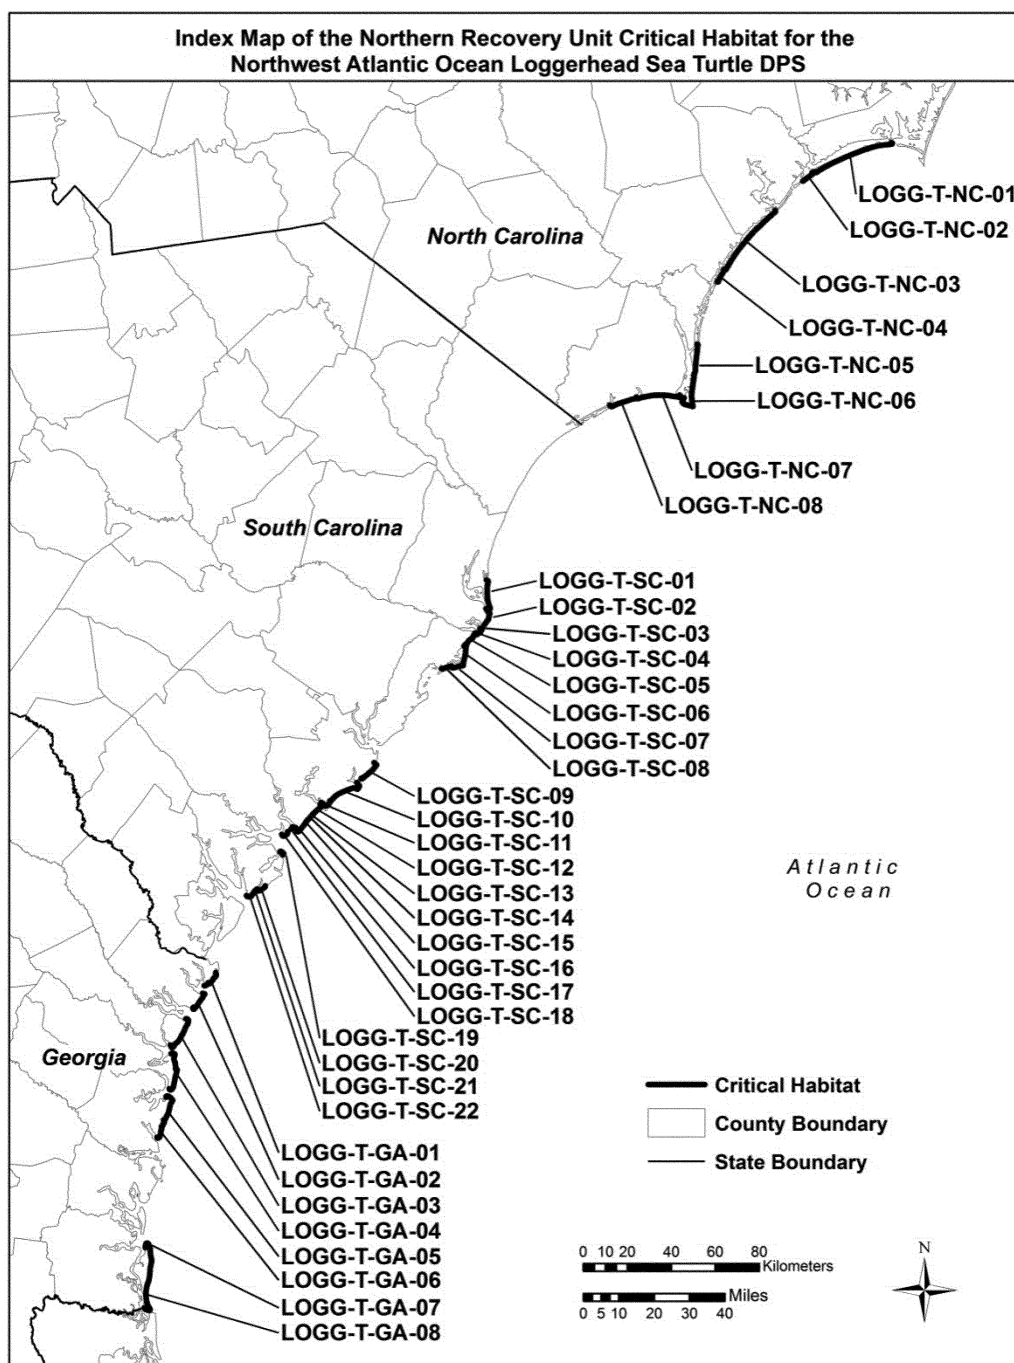 Index Map of the Northern Recovery Unit Critical Habitat for the
Northwest Atlantic Ocean Loggerhead Sea Turtle DPS
LOGG-T-NC-01
LOGG-T-NC-02
North Carolina
LOGG-T-NC-03
LOGG-T-NC-04
LOGG-T-NC-05
LOGG-T-NC-06
LOGG-T-NC-07
LOGG-T-NC-08
South Carolina
LOGG-T-SC-01
LOGG-T-SC-02
LOGG-T-SC-03
LOGG-T-SC-04
LOGG-T-SC-05
LOGG-T-SC-06
LOGG-T-SC-07
LOGG-T-SC-08
LOGG-T-SC-09
LOGG-T-SC-10
LOGG-T-SC-11
LOGG-T-SC-12
LOGG-T-SC-13
LOGG-T-SC-14
LOGG-T-SC-15
LOGG-T-SC-16
LOGG-T-SC-17
LOGG-T-SC-18
Atlantic
Ocean
LOGG-T-SC-19
LOGG-T-SC-20
LOGG-T-SC-21
LOGG-T-SC-22
Georgia
LOGG-T-GA-01
LOGG-T-GA-02
LOGG-T-GA-03
LOGG-T-GA-04
LOGG-T-GA-05
LOGG-T-GA-06
LOGG-T-GA-07
LOGG-T-GA-08
Critical Habitat
County Boundary
State Boundary
0 10 20 40 60 80
Kilometers
Miles
0 5 10 20 30 40
N